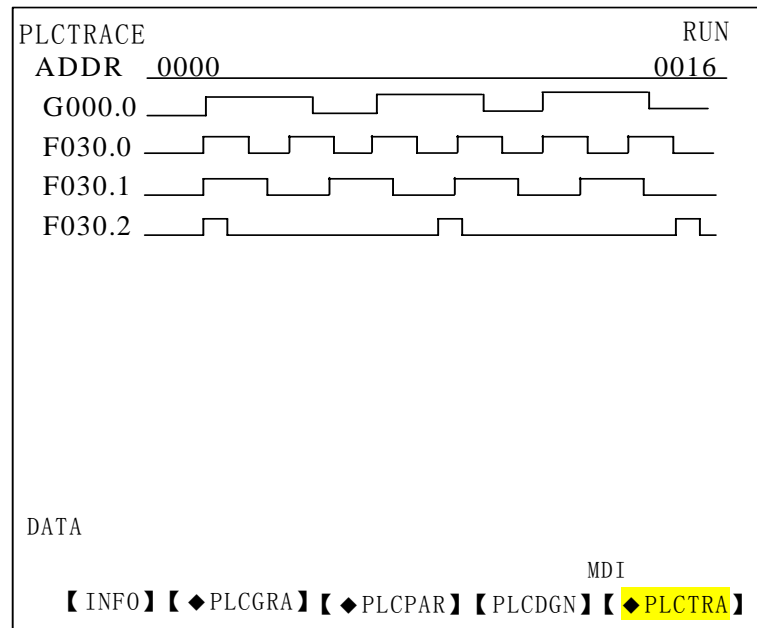 PLCTRACE RUN
ADDR 0000 0016
G000.0
F030.0
F030.1
F030.2
DATA
MDI
【INFO】【◆PLCGRA】【◆PLCPAR】【PLCDGN】【◆PLCTRA】